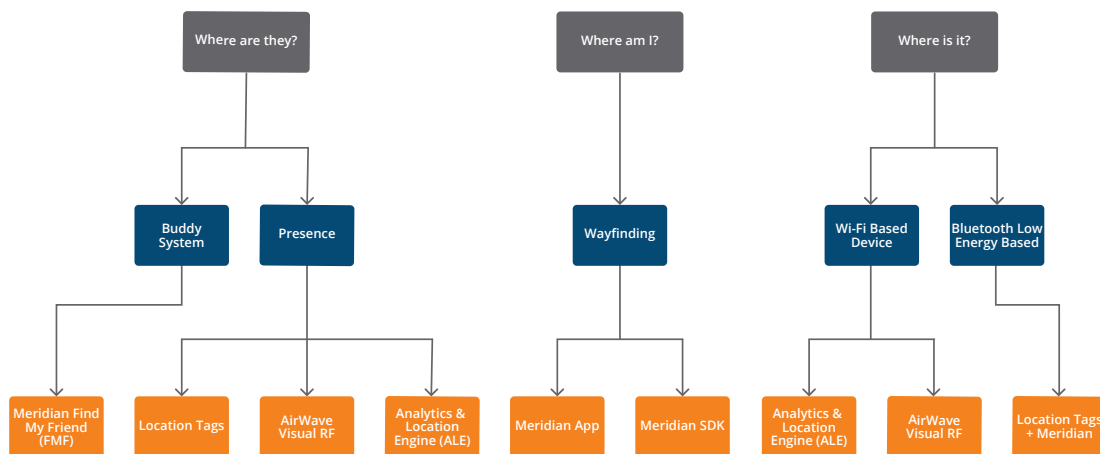 Where are they?
Where am I?
Where is it?
Buddy
System
Presence
Wayfinding
Wi-Fi Based
Device
Bluetooth Low
Energy Based
Meridian Find
My Friend
(FMF)
Location Tags
AirWave
Visual RF
Analytics &
Location
Engine (ALE)
Meridian App
Meridian SDK
Analytics &
Location
Engine (ALE)
AirWave
Visual RF
Location Tags
+ Meridian